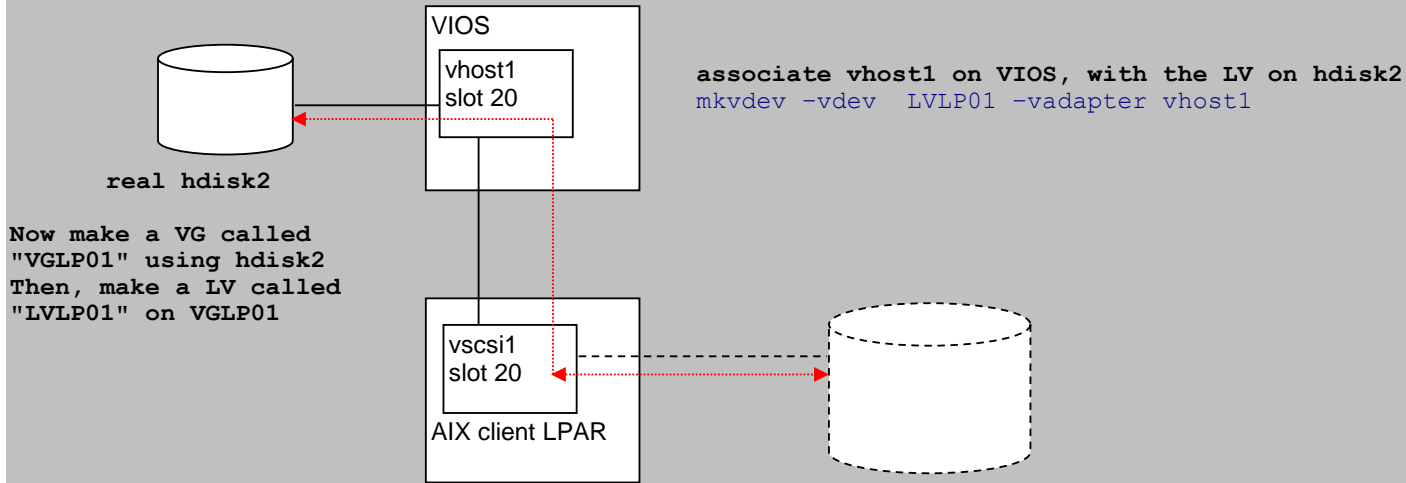 VIOS
vhost1
slot 20
associate vhost1 on VIOS, with the LV on hdisk2
mkvdev –vdev  LVLP01 –vadapter vhost1
real hdisk2
Now make a VG called
"VGLP01" using hdisk2
Then, make a LV called
"LVLP01" on VGLP01
vscsi1
slot 20
AIX client LPAR